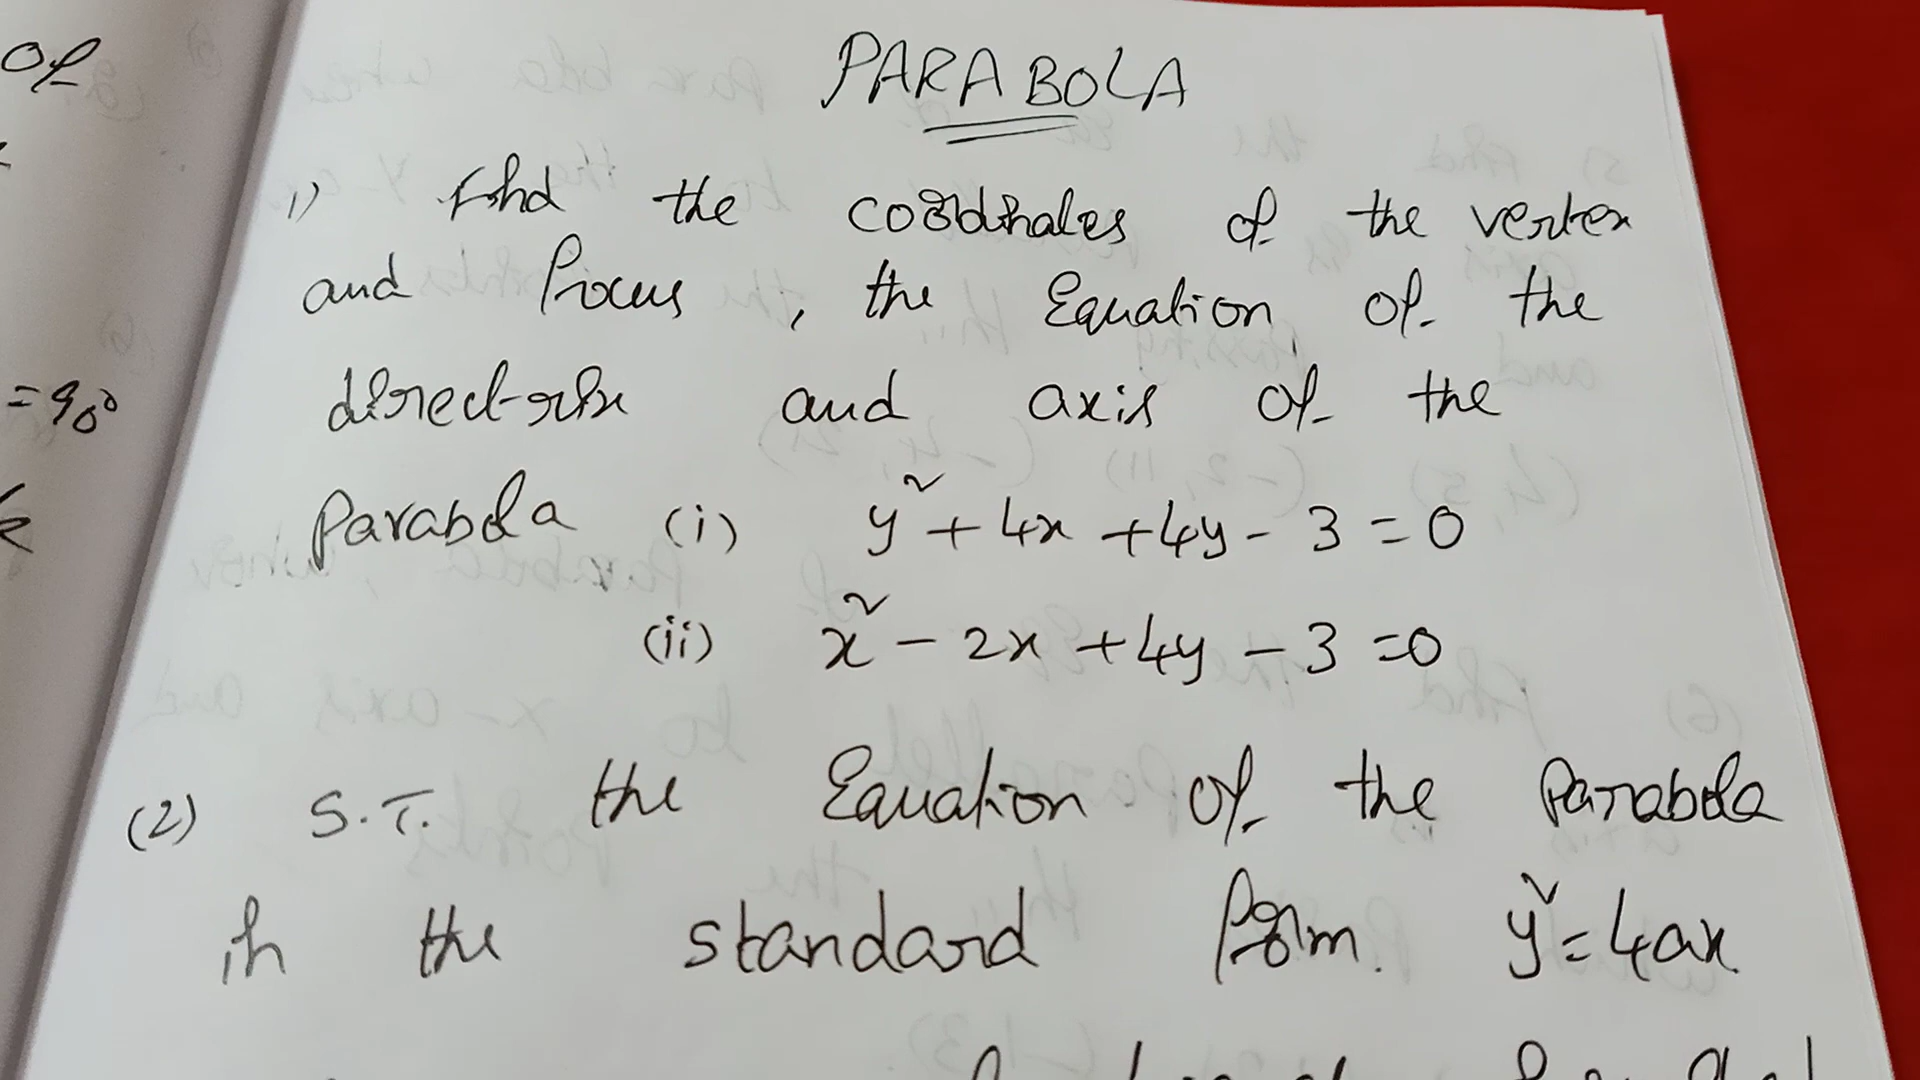 of
= 90°
PARABOLA
1) Find the coordinates of the vertex
and focus, the Equation of the
directrix and axis of the
Parabola (i) y² + 4x + 4y - 3 = 0
(ii) x² - 2x + 4y - 3 = 0
(2) S.T. the Equation of the Parabola
in the standard form. y² = 4ax.